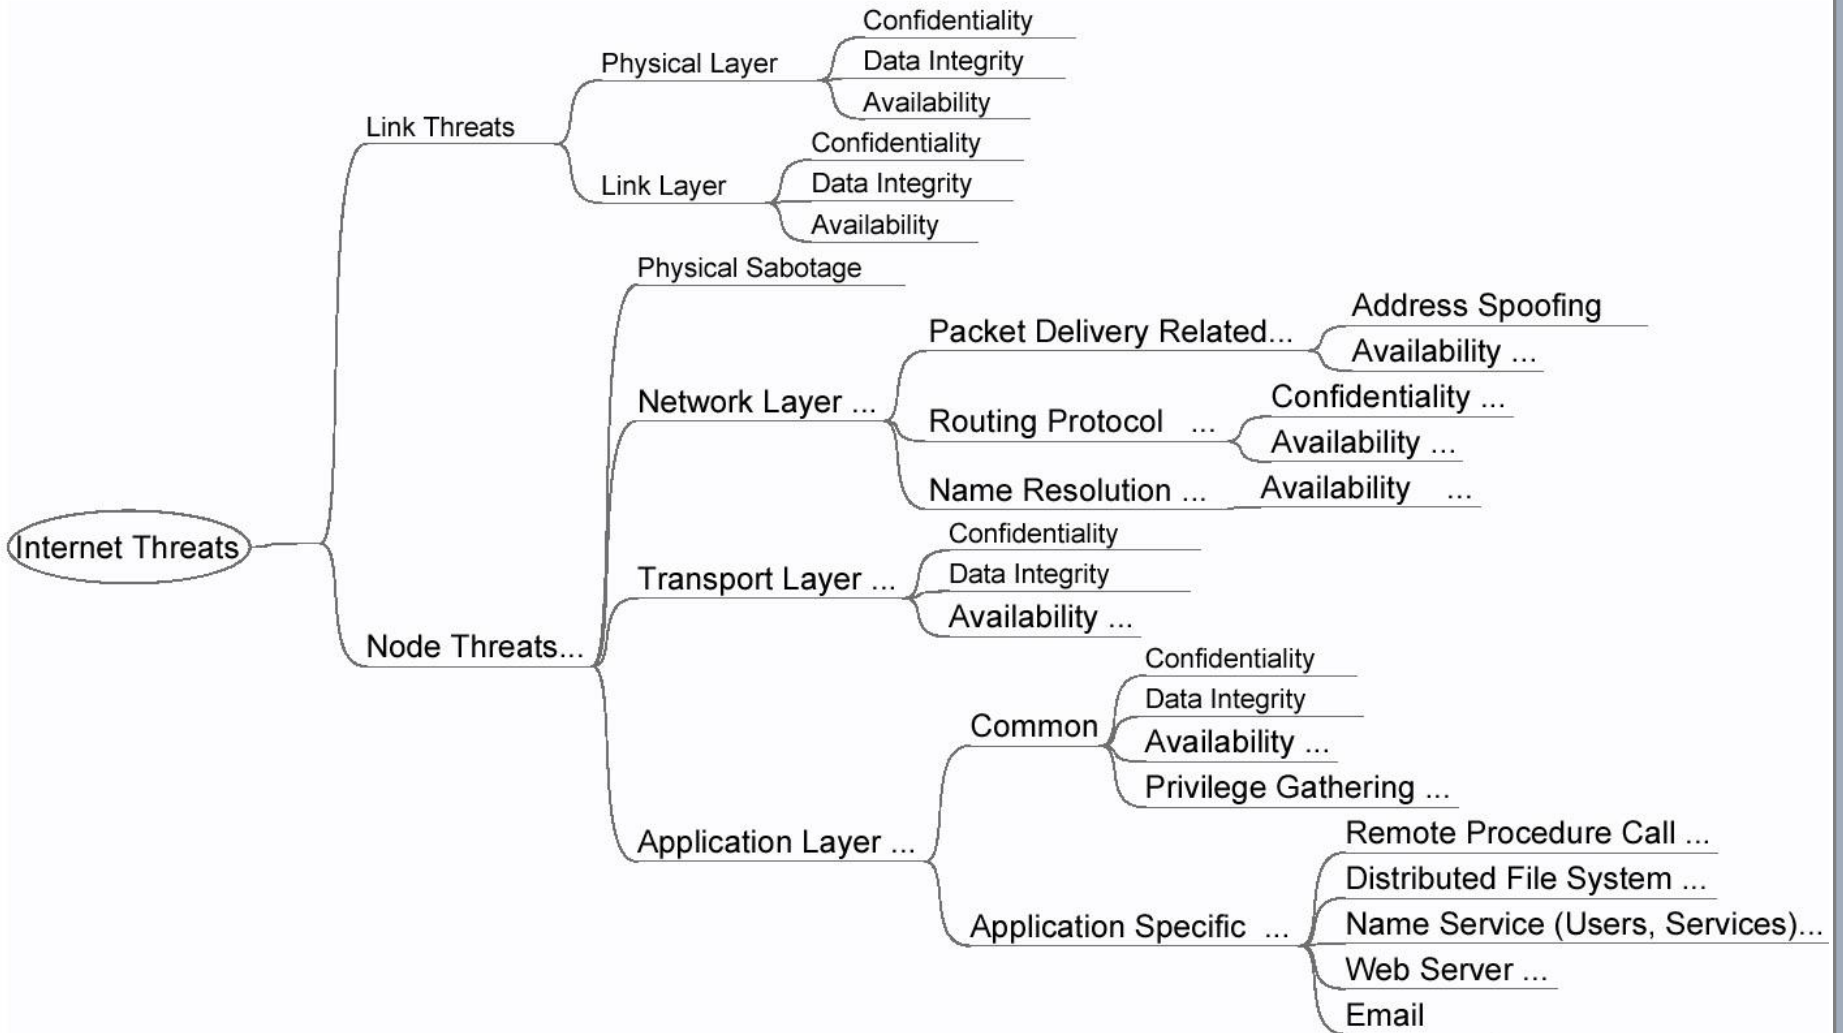 Confidentiality
Physical Layer
Data Integrity
Availability
Link Threats
Confidentiality
Link Layer
Data Integrity
Availability
Physical Sabotage
Address Spoofing
Packet Delivery Related...
Availability ...
Network Layer ...
Confidentiality ...
Routing Protocol ...
Availability ...
Name Resolution ...
Availability ...
Internet Threats
Confidentiality
Transport Layer ...
Data Integrity
Availability ...
Node Threats...
Confidentiality
Data Integrity
Common
Availability ...
Privilege Gathering ...
Application Layer ...
Remote Procedure Call ...
Distributed File System ...
Application Specific ...
Name Service (Users, Services)...
Web Server ...
Email